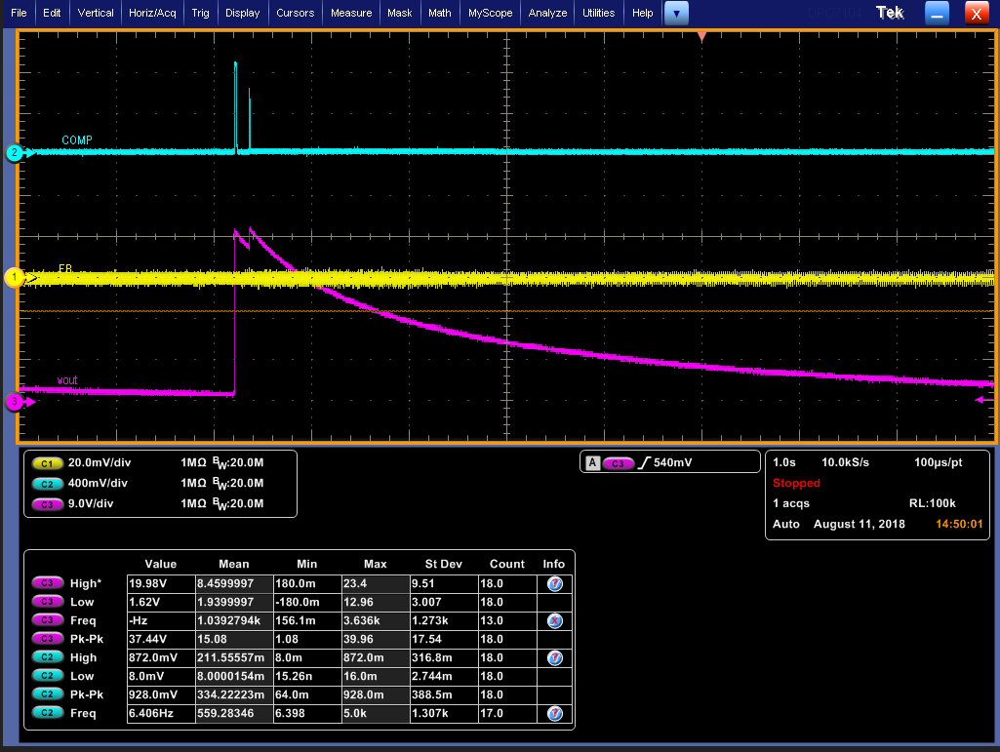 File Edit Vertical Horiz/Acq Trig Display Cursors Measure Mask Math MyScope Analyze Utilities Help Tek X
COMP
2
FB
1
vout
3
C1 20.0mV/div 1MΩ BW:20.0M
C2 400mV/div 1MΩ BW:20.0M
C3 9.0V/div 1MΩ BW:20.0M
A C3 540mV
1.0s 10.0kS/s 100µs/pt
Stopped
1 acqs RL:100k
Auto August 11, 2018 14:50:01
Value Mean Min Max St Dev Count Info
C3 High* 19.98V 8.4599997 180.0m 23.4 9.51 18.0
C3 Low 1.62V 1.9399997 -180.0m 12.96 3.007 18.0
C3 Freq -Hz 1.0392794k 156.1m 3.636k 1.273k 13.0
C3 Pk-Pk 37.44V 15.08 1.08 39.96 17.54 18.0
C2 High 872.0mV 211.55557m 8.0m 872.0m 316.8m 18.0
C2 Low 8.0mV 8.0000154m 15.26n 16.0m 2.744m 18.0
C2 Pk-Pk 928.0mV 334.22223m 64.0m 928.0m 388.5m 18.0
C2 Freq 6.406Hz 559.28346 6.398 5.0k 1.307k 17.0